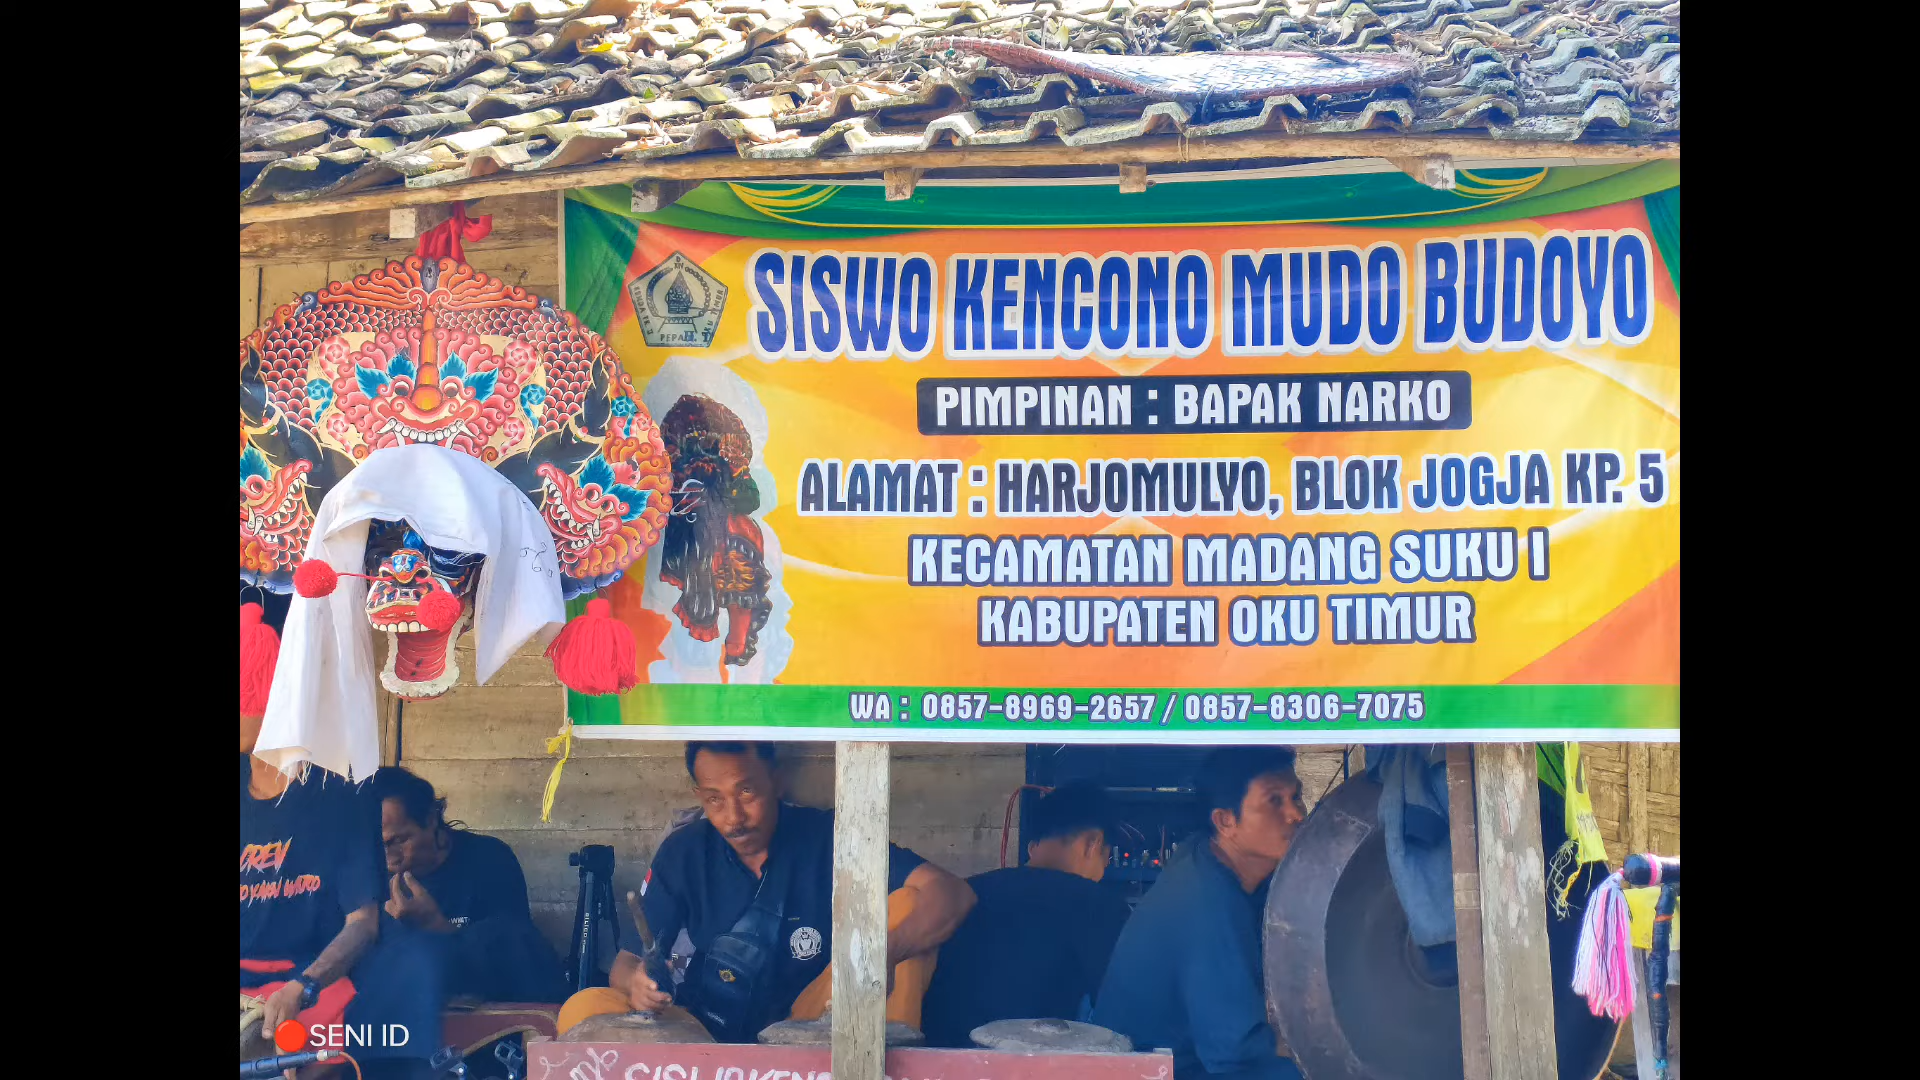 SISWO KENCONO MUDO BUDOYO
PIMPINAN : BAPAK NARKO
ALAMAT : HARJOMULYO, BLOK JOGJA KP. 5
KECAMATAN MADANG SUKU I
KABUPATEN OKU TIMUR
WA : 0857-8969-2657 / 0857-8306-7075
CREW
SENI ID